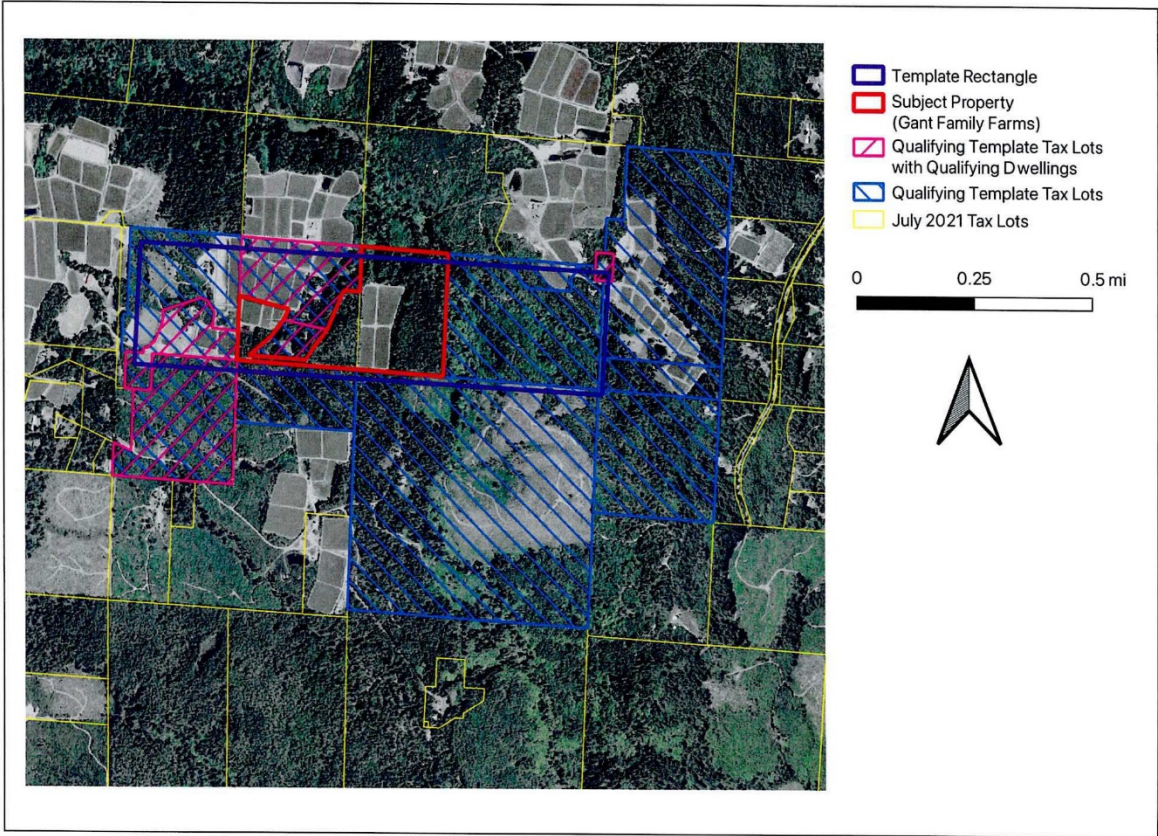 Template Rectangle
Subject Property
(Gant Family Farms)
Qualifying Template Tax Lots
with Qualifying Dwellings
Qualifying Template Tax Lots
July 2021 Tax Lots
0 0.25 0.5 mi